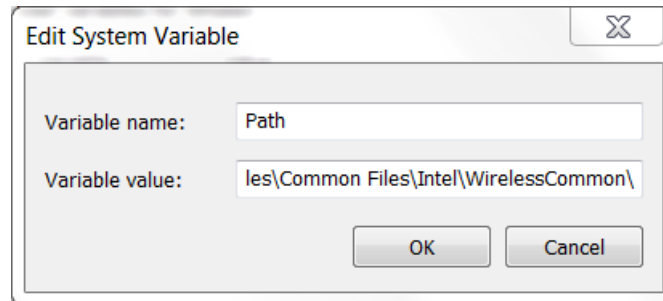 Edit System Variable
Variable name: Path
Variable value: les\Common Files\Intel\WirelessCommon\
OK Cancel